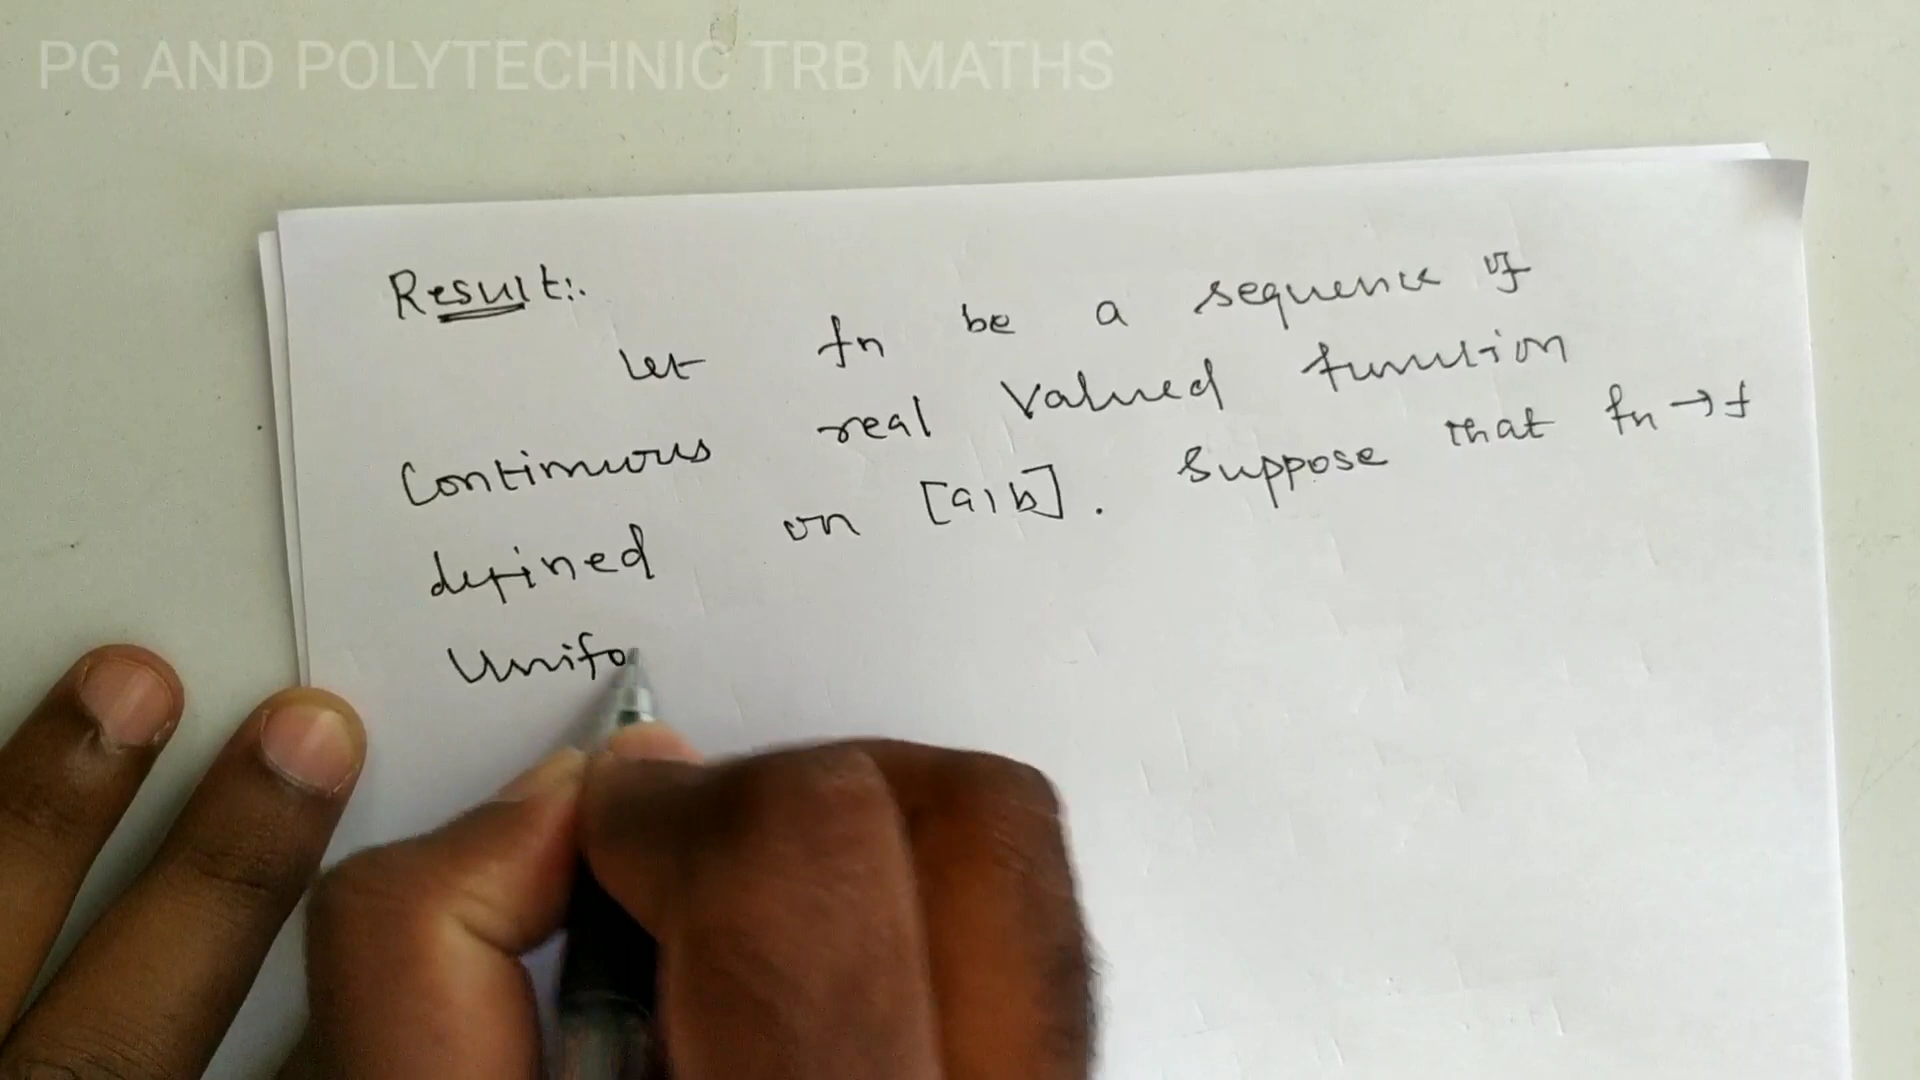 PG AND POLYTECHNIC TRB MATHS
Result:.
Let fn be a sequence of
Continuous real Valued function
defined on [a,b]. Suppose that fn → f
Unifo